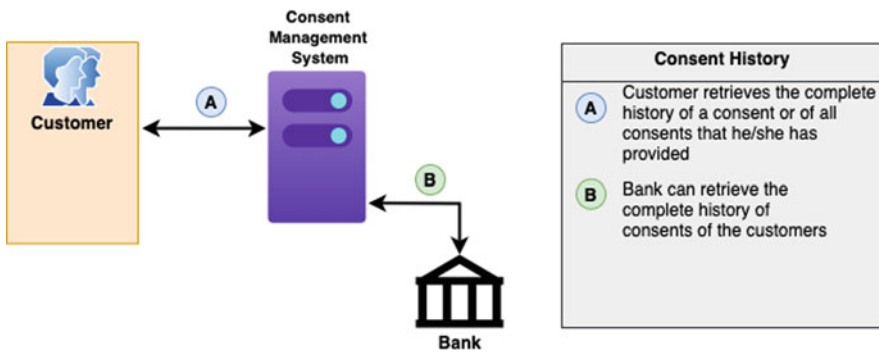 Consent
Management
System
Customer
A
B
Bank
Consent History
A
Customer retrieves the complete
history of a consent or of all
consents that he/she has
provided
B
Bank can retrieve the
complete history of
consents of the customers